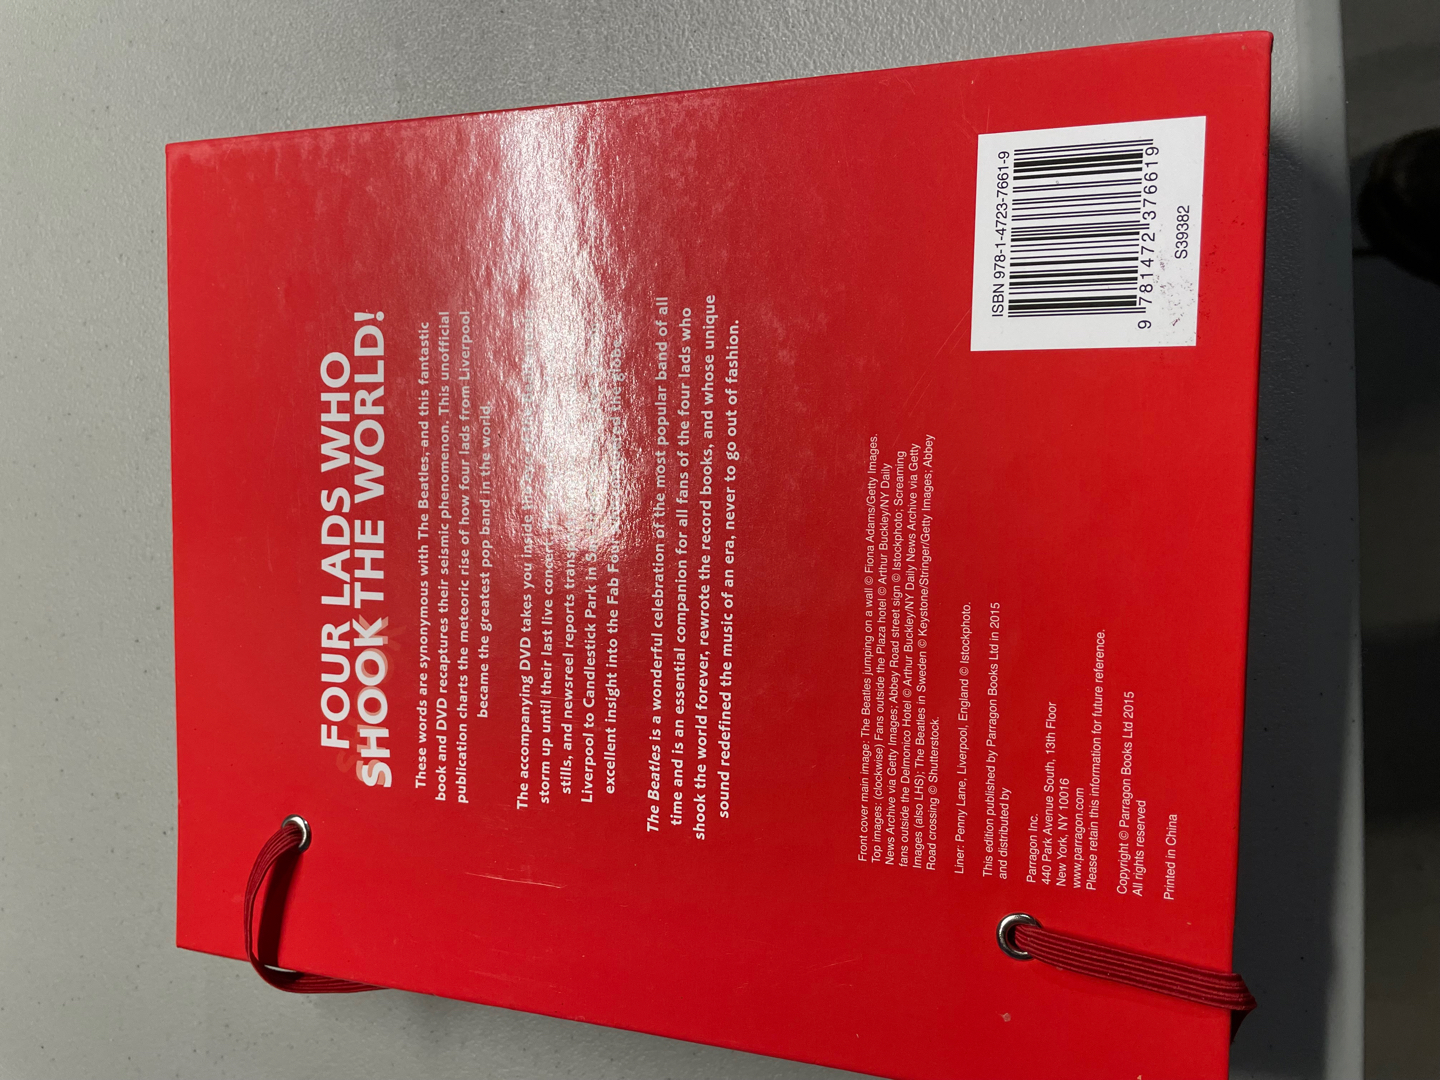 FOUR LADS WHO
SHOOK THE WORLD!
These words are synonymous with The Beatles, and this fantastic
book and DVD recaptures their seismic phenomenon. This unofficial
publication charts the meteoric rise of how four lads from Liverpool
became the greatest pop band in the world.
The accompanying DVD takes you inside
storm up until their last live concert
stills, and newsreel reports
Liverpool to Candlestick Park in
excellent insight into the Fab
The Beatles is a wonderful celebration of the most popular band of all
time and is an essential companion for all fans of the four lads who
shook the world forever, rewrote the record books, and whose unique
sound redefined the music of an era, never to go out of fashion.
Front cover main image: The Beatles jumping on a wall © Fiona Adams/Getty Images.
Top images: (clockwise) Fans outside the Plaza hotel © Arthur Buckley/NY Daily
News Archive via Getty Images; Abbey Road street sign © Istockphoto; Screaming
fans outside the Delmonico Hotel © Arthur Buckley/NY Daily News Archive via Getty
Images (also LHS); The Beatles in Sweden © Keystone/Stringer/Getty Images; Abbey
Road crossing © Shutterstock.
Liner: Penny Lane, Liverpool, England © Istockphoto.
This edition published by Parragon Books Ltd in 2015
and distributed by
Parragon Inc.
440 Park Avenue South, 13th Floor
New York, NY 10016
www.parragon.com
Please retain this information for future reference.
Copyright © Parragon Books Ltd 2015
All rights reserved
Printed in China
ISBN 978-1-4723-7661-9
9 781472 376619
S39382